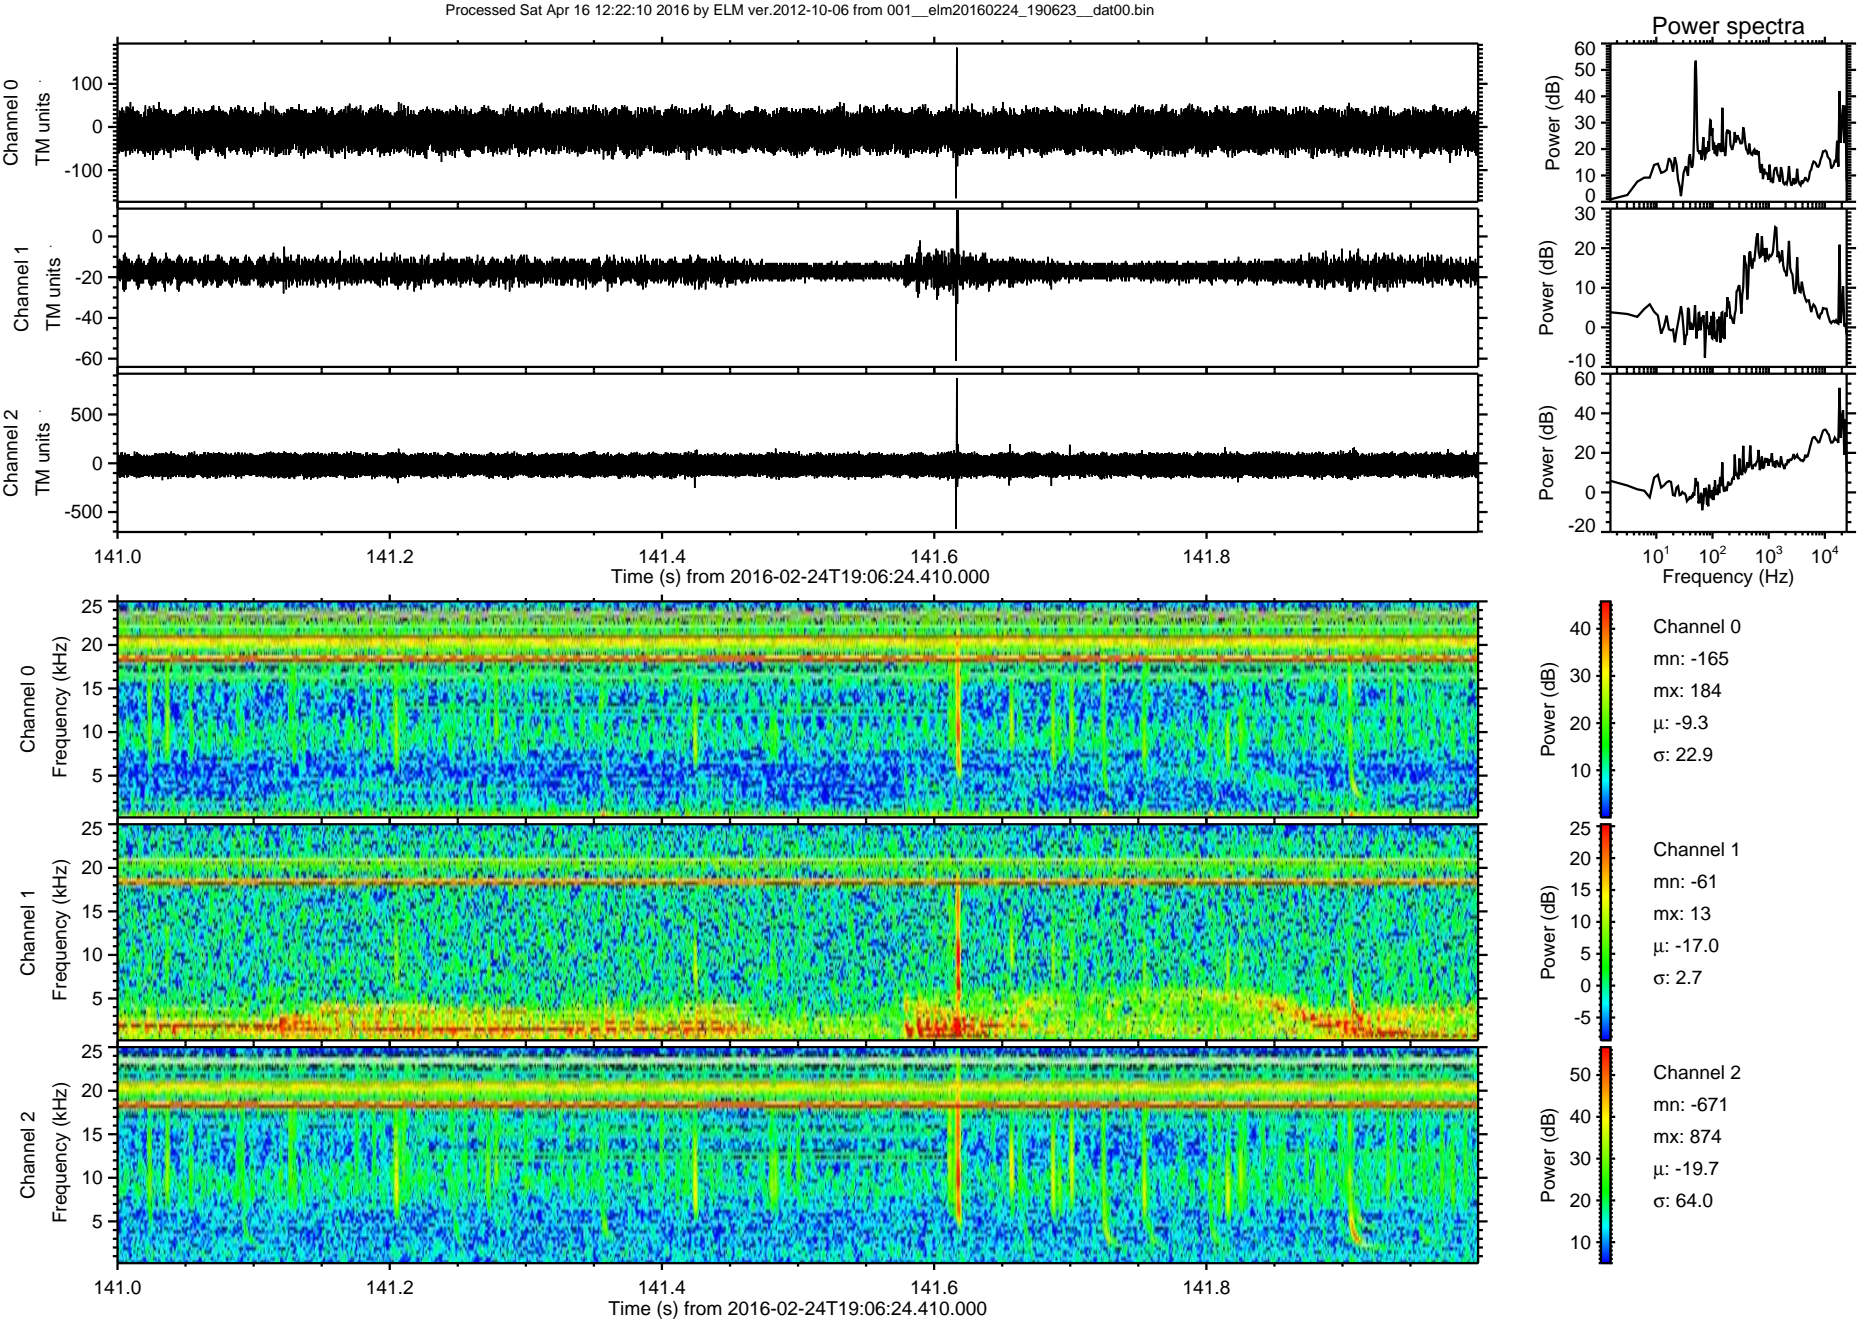 Processed Sat Apr 16 12:22:10 2016 by ELM ver.2012-10-06 from 001__elm20160224_190623__dat00.bin
Power spectra
Channel 0
TM units
100
0
-100
Power (dB)
60
50
40
30
20
10
0
Channel 1
TM units
0
-20
-40
-60
Power (dB)
30
20
10
0
-10
Channel 2
TM units
500
0
-500
Power (dB)
60
40
20
0
-20
141.0 141.2 141.4 141.6 141.8
Time (s) from 2016-02-24T19:06:24.410.000
10^1 10^2 10^3 10^4
Frequency (Hz)
Channel 0
Frequency (kHz)
25
20
15
10
5
Power (dB)
40
30
20
10
Channel 0
mn: -165
mx: 184
µ: -9.3
σ: 22.9
Channel 1
Frequency (kHz)
25
20
15
10
5
Power (dB)
25
20
15
10
5
0
-5
Channel 1
mn: -61
mx: 13
µ: -17.0
σ: 2.7
Channel 2
Frequency (kHz)
25
20
15
10
5
Power (dB)
50
40
30
20
10
Channel 2
mn: -671
mx: 874
µ: -19.7
σ: 64.0
141.0 141.2 141.4 141.6 141.8
Time (s) from 2016-02-24T19:06:24.410.000